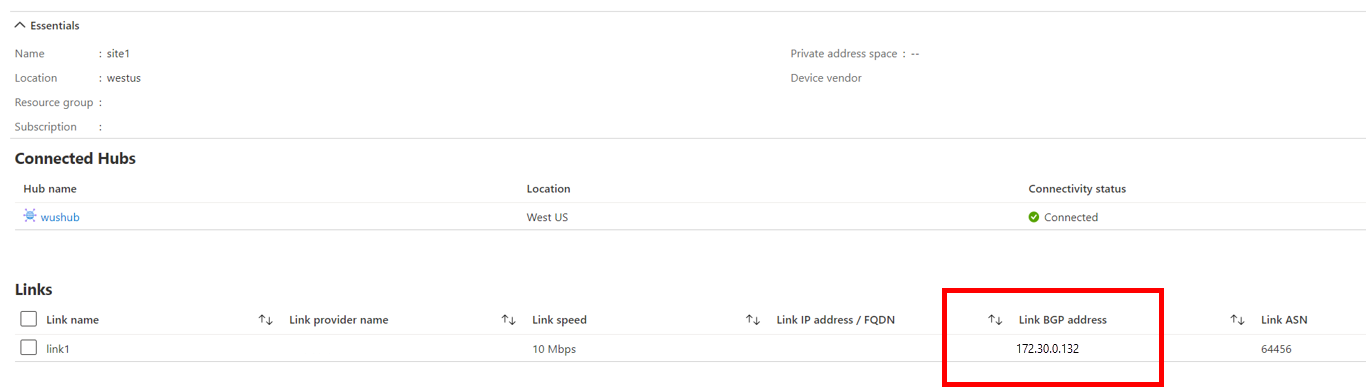 Essentials
Name : site1 Private address space : --
Location : westus Device vendor
Resource group :
Subscription :
Connected Hubs
Hub name Location Connectivity status
wushub West US Connected
Links
Link name Link provider name Link speed Link IP address / FQDN Link BGP address Link ASN
link1 10 Mbps 172.30.0.132 64456